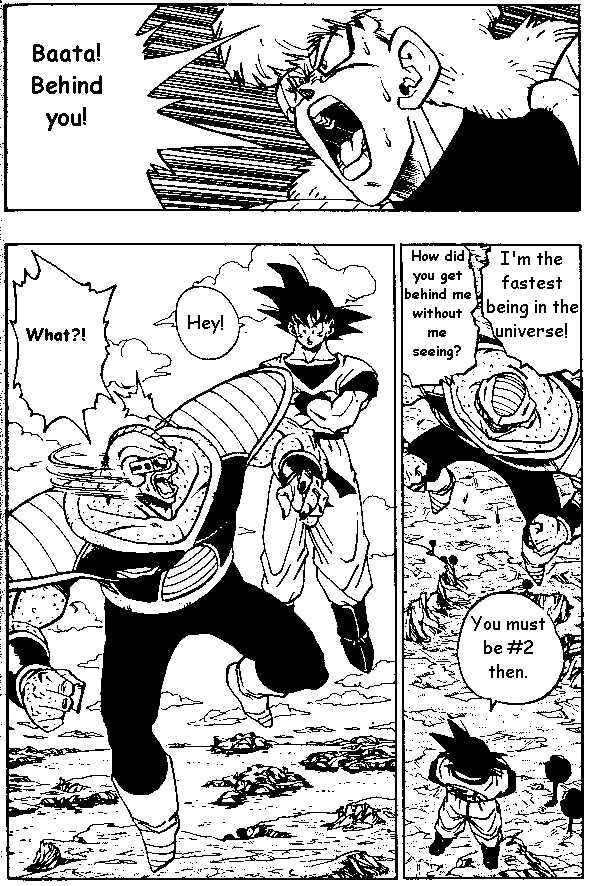 Baata!
Behind
you!
What?!
Hey!
I'm the
fastest
being in the
universe!
How did
you get
behind me
without
me
seeing?
You must
be #2
then.